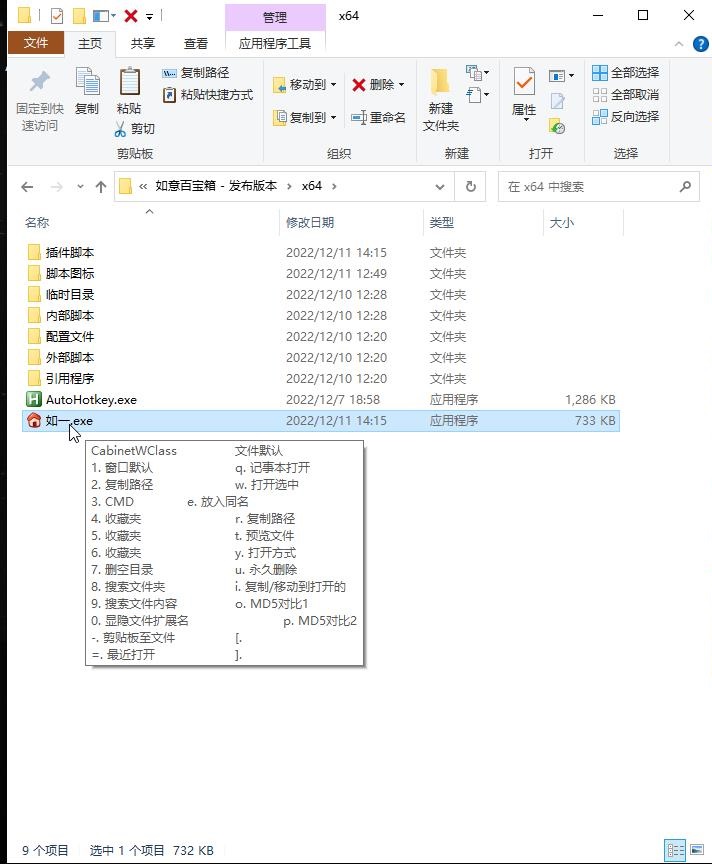 管理
x64
文件
主页
共享
查看
应用程序工具
固定到快
速访问
复制
粘贴
复制路径
粘贴快捷方式
剪切
剪贴板
移动到
复制到
删除
重命名
组织
新建
文件夹
新建
属性
打开
全部选择
全部取消
反向选择
选择
« 如意百宝箱 - 发布版本 › x64 ›
在 x64 中搜索
名称 修改日期 类型 大小
插件脚本 2022/12/11 14:15 文件夹
脚本图标 2022/12/11 12:49 文件夹
临时目录 2022/12/10 12:28 文件夹
内部脚本 2022/12/10 12:28 文件夹
配置文件 2022/12/10 12:20 文件夹
外部脚本 2022/12/10 12:20 文件夹
引用程序 2022/12/10 12:20 文件夹
AutoHotkey.exe 2022/12/7 18:58 应用程序 1,286 KB
如一.exe 2022/12/11 14:15 应用程序 733 KB
CabinetWClass 文件默认
1. 窗口默认 q. 记事本打开
2. 复制路径 w. 打开选中
3. CMD e. 放入同名
4. 收藏夹 r. 复制路径
5. 收藏夹 t. 预览文件
6. 收藏夹 y. 打开方式
7. 删空目录 u. 永久删除
8. 搜索文件夹 i. 复制/移动到打开的
9. 搜索文件内容 o. MD5对比1
0. 显隐文件扩展名 p. MD5对比2
-. 剪贴板至文件 [.
=. 最近打开 ].
9 个项目 选中 1 个项目 732 KB